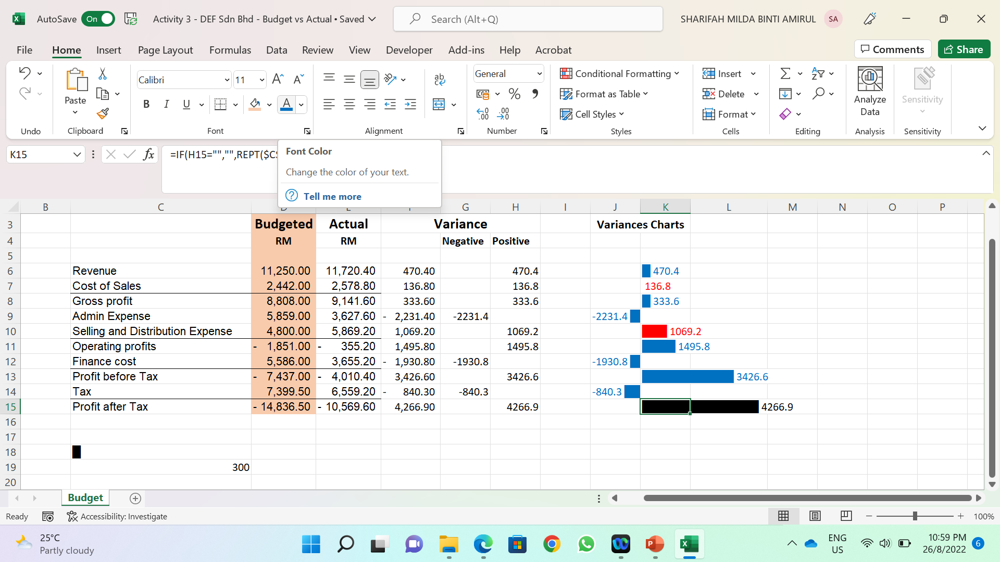 AutoSave On Activity 3 - DEF Sdn Bhd - Budget vs Actual • Saved Search (Alt+Q) SHARIFAH MILDA BINTI AMIRUL SA
File Home Insert Page Layout Formulas Data Review View Developer Add-ins Help Acrobat Comments Share
Calibri 11 General Conditional Formatting Insert
Paste Format as Table Delete Analyze Data Sensitivity
B I U A Cell Styles Format
Undo Clipboard Font Alignment Number Styles Cells Editing Analysis Sensitivity
K15 fx =IF(H15="","",REPT($C
Font Color
Change the color of your text.
Tell me more
B C G H I J K L M N O P
3 Budgeted Actual Variance Variances Charts
4 RM RM Negative Positive
5
6 Revenue 11,250.00 11,720.40 470.40 470.4 470.4
7 Cost of Sales 2,442.00 2,578.80 136.80 136.8 136.8
8 Gross profit 8,808.00 9,141.60 333.60 333.6 333.6
9 Admin Expense 5,859.00 3,627.60 - 2,231.40 -2231.4 -2231.4
10 Selling and Distribution Expense 4,800.00 5,869.20 1,069.20 1069.2 1069.2
11 Operating profits - 1,851.00 - 355.20 1,495.80 1495.8 1495.8
12 Finance cost 5,586.00 3,655.20 - 1,930.80 -1930.8 -1930.8
13 Profit before Tax - 7,437.00 - 4,010.40 3,426.60 3426.6 3426.6
14 Tax 7,399.50 6,559.20 - 840.30 -840.3 -840.3
15 Profit after Tax - 14,836.50 - 10,569.60 4,266.90 4266.9 4266.9
16
17
18
19 300
20
Budget
Ready Accessibility: Investigate 100%
25°C
Partly cloudy
ENG
US
10:59 PM
26/8/2022
6